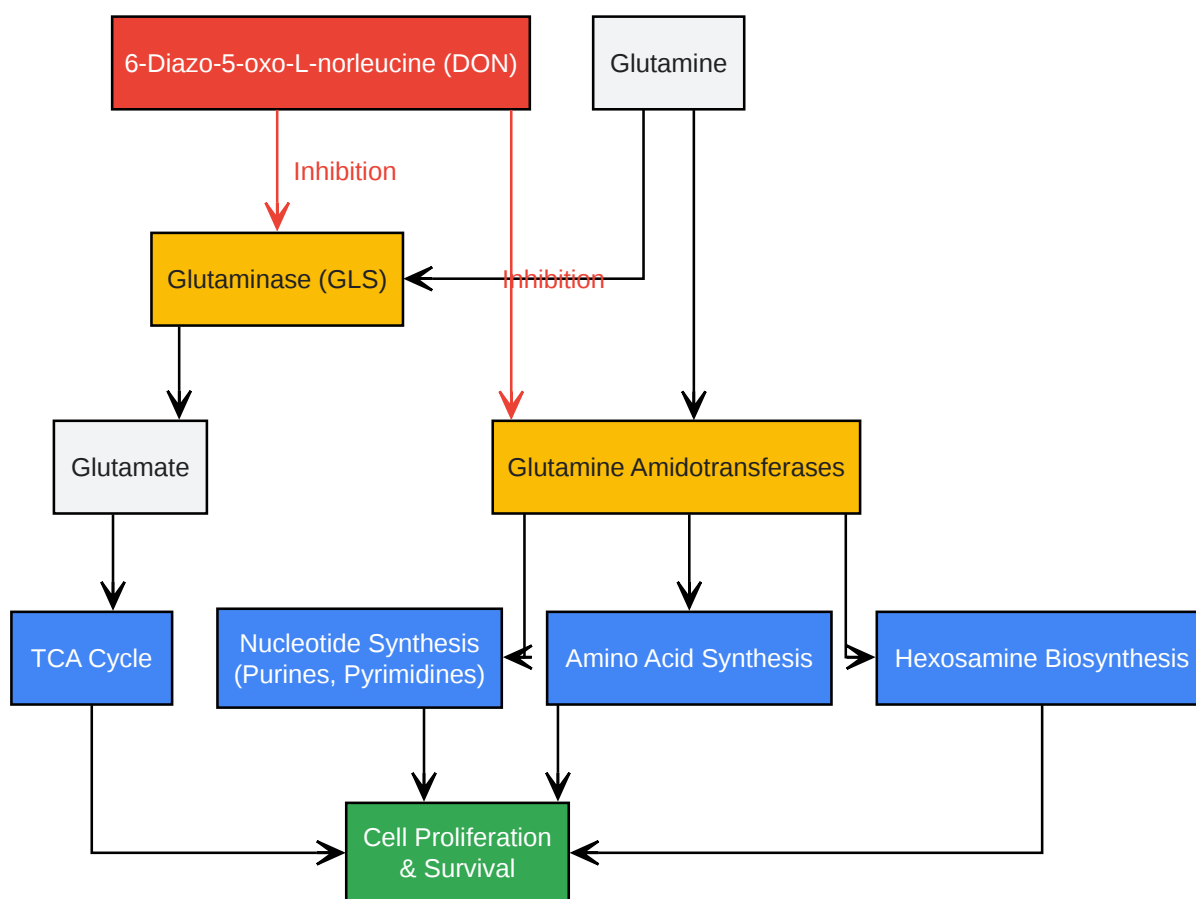 6-Diazo-5-oxo-L-norleucine (DON)
Glutamine
Inhibition
Glutaminase (GLS)
Inhibition
Glutamate
Glutamine Amidotransferases
TCA Cycle
Nucleotide Synthesis
(Purines, Pyrimidines)
Amino Acid Synthesis
Hexosamine Biosynthesis
Cell Proliferation
& Survival